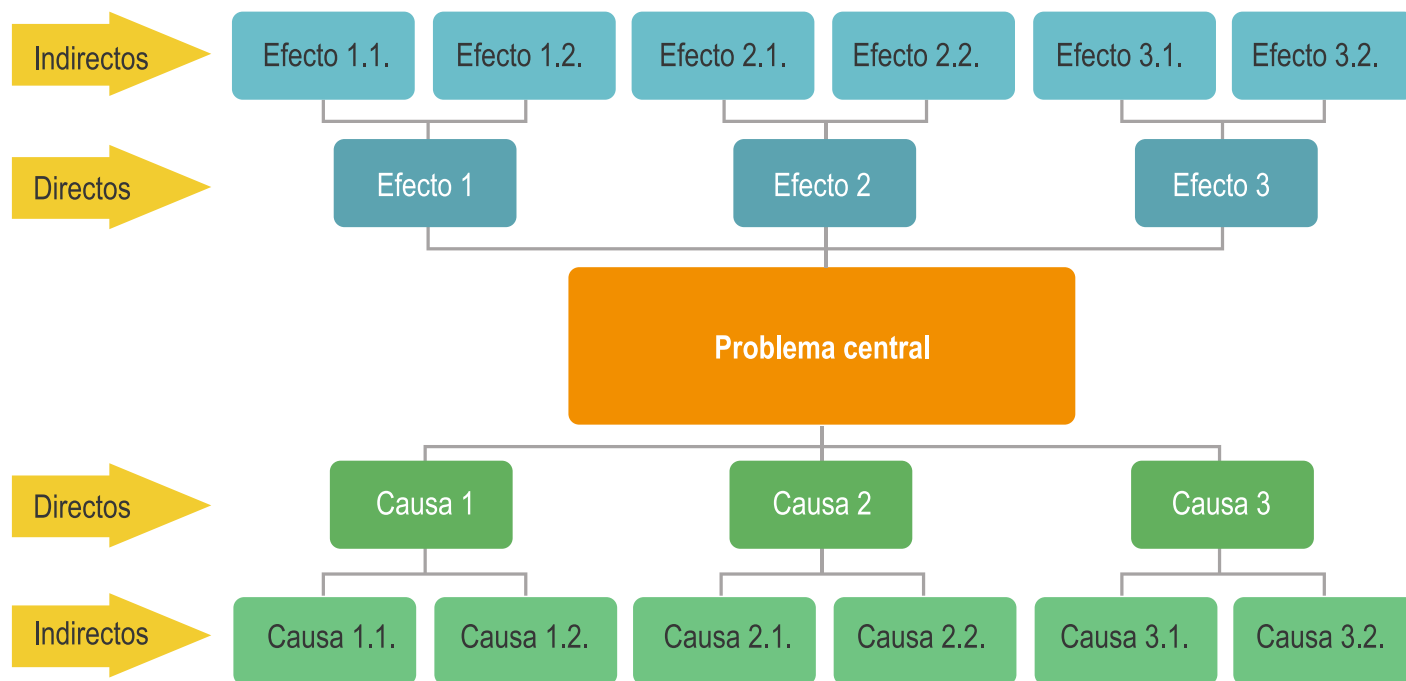 Indirectos
Efecto 1.1.
Efecto 1.2.
Efecto 2.1.
Efecto 2.2.
Efecto 3.1.
Efecto 3.2.
Directos
Efecto 1
Efecto 2
Efecto 3
Problema central
Directos
Causa 1
Causa 2
Causa 3
Indirectos
Causa 1.1.
Causa 1.2.
Causa 2.1.
Causa 2.2.
Causa 3.1.
Causa 3.2.